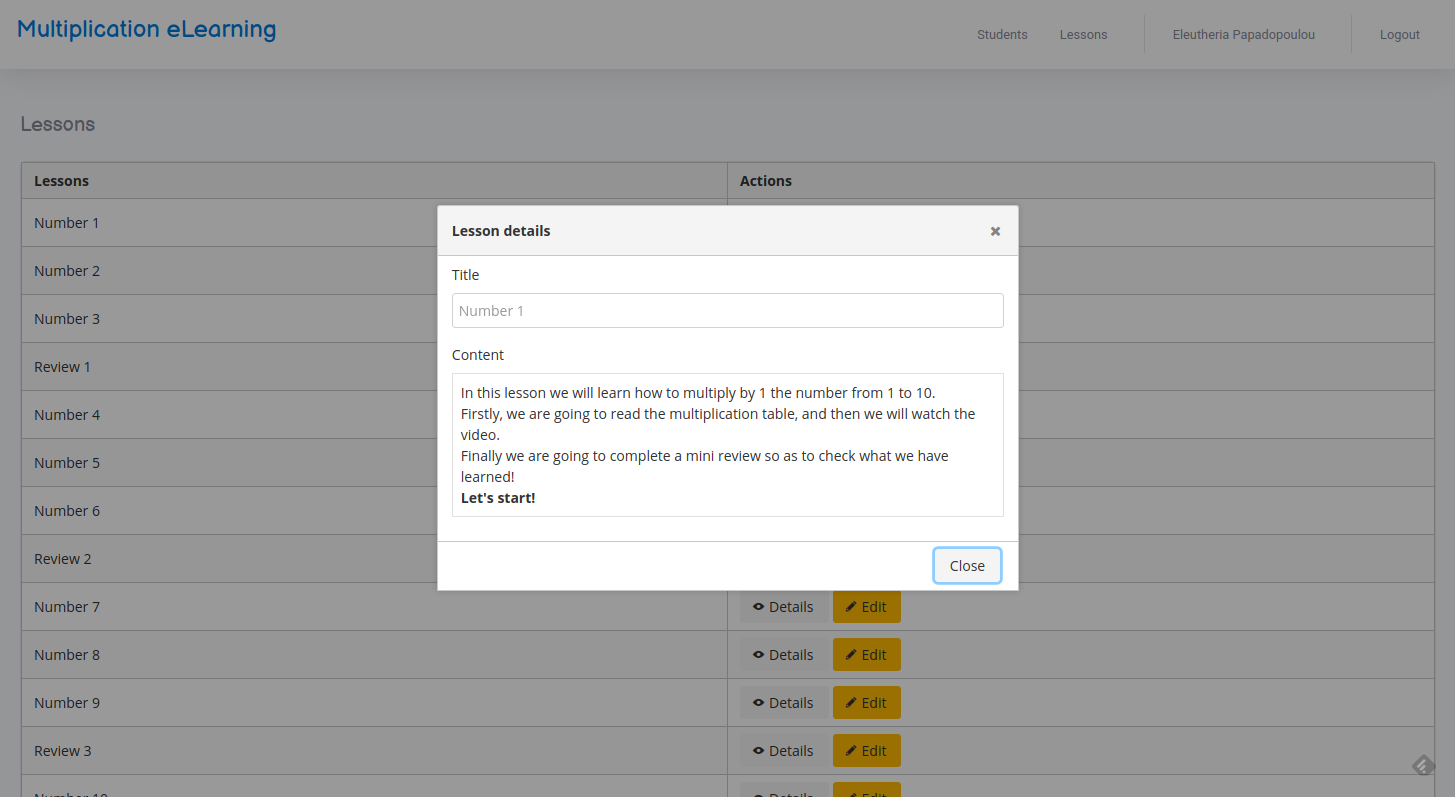 Multiplication eLearning
Students
Lessons
Eleutheria Papadopoulou
Logout
Lessons
Lessons
Actions
Number 1
Number 2
Number 3
Review 1
Number 4
Number 5
Number 6
Review 2
Lesson details
Title
Number 1
Content
In this lesson we will learn how to multiply by 1 the number from 1 to 10.
Firstly, we are going to read the multiplication table, and then we will watch the
video.
Finally we are going to complete a mini review so as to check what we have
learned!
Let's start!
Close
Number 7
Details
Edit
Number 8
Details
Edit
Number 9
Details
Edit
Review 3
Details
Edit
Number 10
Details
Edit